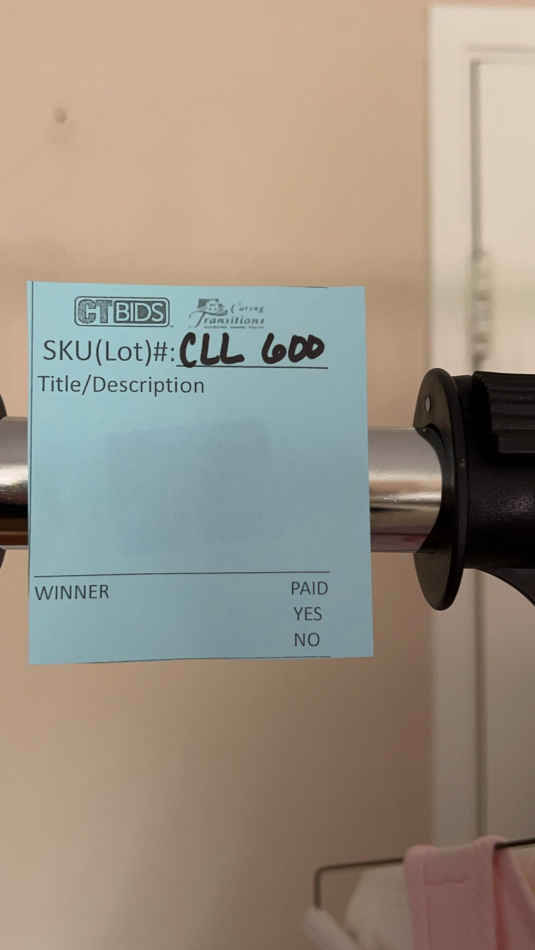 CTBIDS
Caring
Transitions
SKU(Lot)#: CLL 600
Title/Description
WINNER PAID
YES
NO